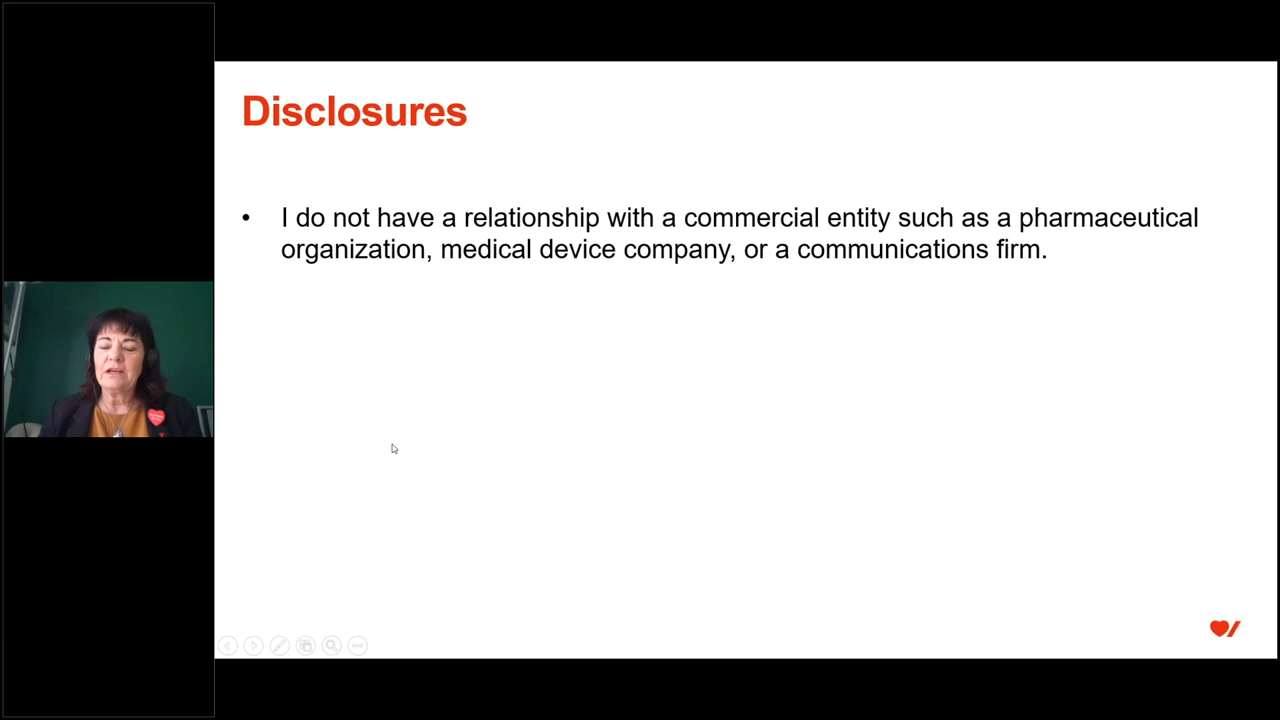 Disclosures
• I do not have a relationship with a commercial entity such as a pharmaceutical
organization, medical device company, or a communications firm.